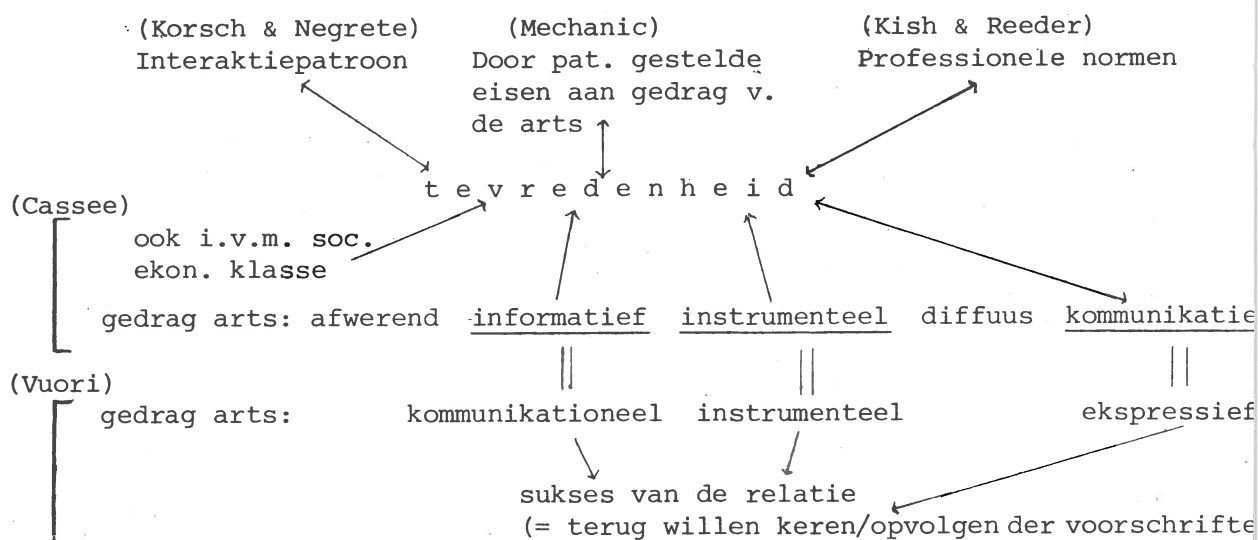 (Korsch & Negrete) (Mechanic) (Kish & Reeder)
Interaktiepatroon Door pat. gestelde Professionele normen
eisen aan gedrag v.
de arts
tevredenheid
(Cassee)
ook i.v.m. soc.
ekon. klasse
gedrag arts: afwerend informatief instrumenteel diffuus kommunikatie
(Vuori)
gedrag arts: kommunikationeel instrumenteel ekspressief
sukses van de relatie
(= terug willen keren/opvolgen der voorschrifte